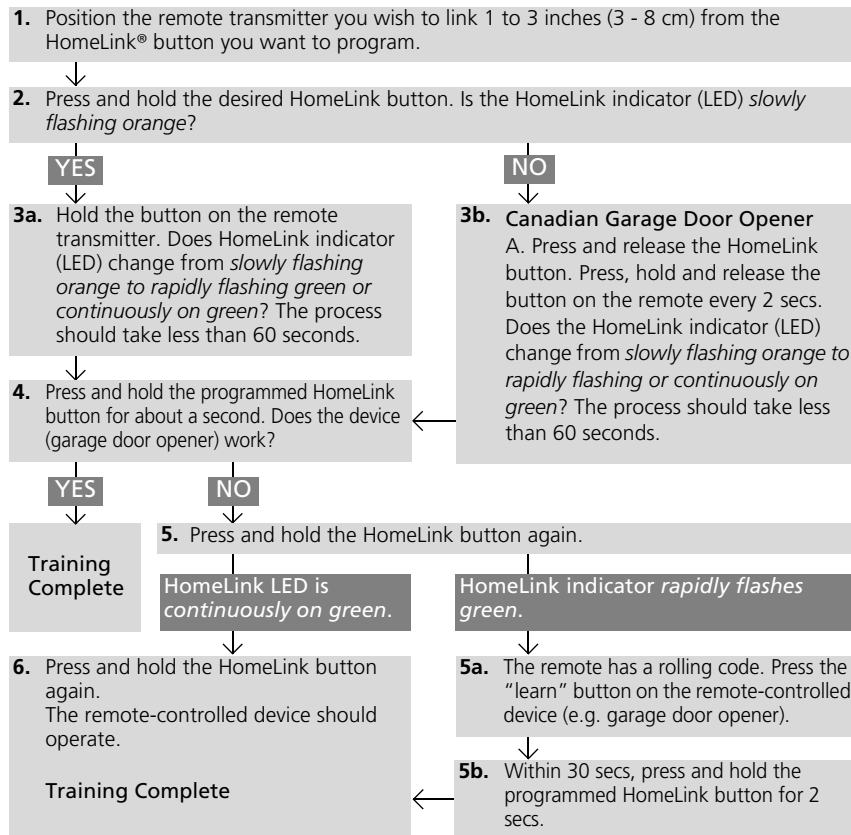 1. Position the remote transmitter you wish to link 1 to 3 inches (3 - 8 cm) from the
HomeLink® button you want to program.
2. Press and hold the desired HomeLink button. Is the HomeLink indicator (LED) slowly
flashing orange?
YES
NO
3a. Hold the button on the remote
transmitter. Does HomeLink indicator
(LED) change from slowly flashing
orange to rapidly flashing green or
continuously on green? The process
should take less than 60 seconds.
3b. Canadian Garage Door Opener
A. Press and release the HomeLink
button. Press, hold and release the
button on the remote every 2 secs.
Does the HomeLink indicator (LED)
change from slowly flashing orange to
rapidly flashing or continuously on
green? The process should take less
than 60 seconds.
4. Press and hold the programmed HomeLink
button for about a second. Does the device
(garage door opener) work?
YES
NO
Training
Complete
5. Press and hold the HomeLink button again.
HomeLink LED is
continuously on green.
HomeLink indicator rapidly flashes
green.
6. Press and hold the HomeLink button
again.
The remote-controlled device should
operate.
Training Complete
5a. The remote has a rolling code. Press the
“learn” button on the remote-controlled
device (e.g. garage door opener).
5b. Within 30 secs, press and hold the
programmed HomeLink button for 2
secs.